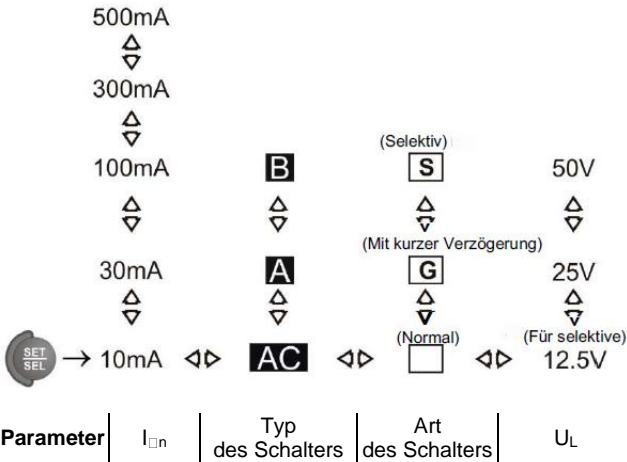 500mA
300mA
(Selektiv)
100mA B S 50V
(Mit kurzer Verzögerung)
30mA A G 25V
(Normal) (Für selektive)
SET
SEL
10mA AC 12.5V
Parameter I□n Typ des Schalters Art des Schalters UL